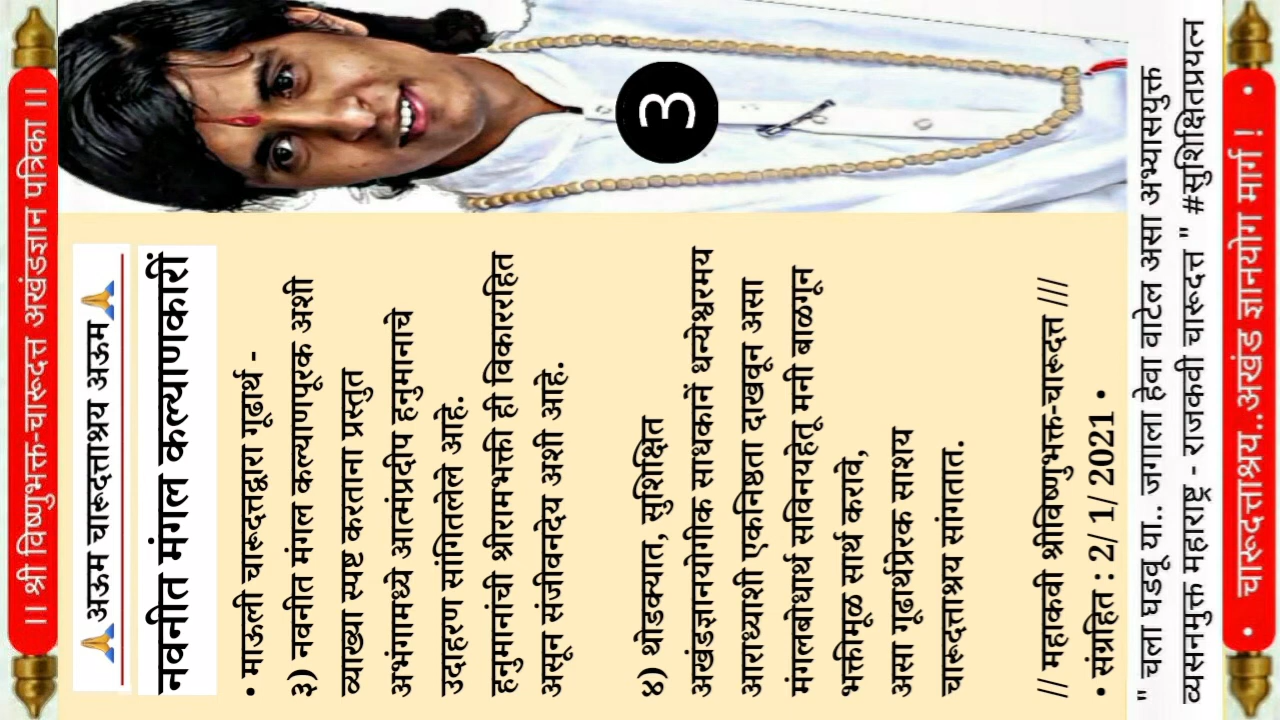 || श्री विष्णुभक्त-चारूदत्त अखंडज्ञान पत्रिका ||
3
🙏 अऊम चारूदत्ताश्रय अऊम🙏
नवनीत मंगल कल्याणकारीं
• माऊली चारूदत्तद्वारा गूढार्थ -
३) नवनीत मंगल कल्याणपूरक अशी
व्याख्या स्पष्ट करताना प्रस्तुत
अभंगामध्ये आत्मंप्रदीप हनुमानाचे
उदाहरण सांगितलेले आहे.
हनुमानांची श्रीरामभक्ती ही विकाररहित
असून संजीवनदेय अशी आहे.
४) थोडक्यात, सुशिक्षित
अखंडज्ञानयोगीक साधकानें धन्येश्वरमय
आराध्याशी एकनिष्ठता दाखवून असा
मंगलबोधार्थ सविनयहेतू मनी बाळगून
भक्तीमूळ सार्थ करावे,
असा गूढार्थप्रेरक साशय
चारूदत्ताश्रय सांगतात.
// महाकवी श्रीविष्णुभक्त-चारूदत्त ///
• संग्रहित : 2/ 1/ 2021 •
" चला घडवू या.. जगाला हेवा वाटेल असा अभ्यासयुक्त
व्यसनमुक्त महाराष्ट्र - राजकवी चारूदत्त " #सुशिक्षितप्रयत्न
• चारूदत्ताश्रय..अखंड ज्ञानयोग मार्ग ! •